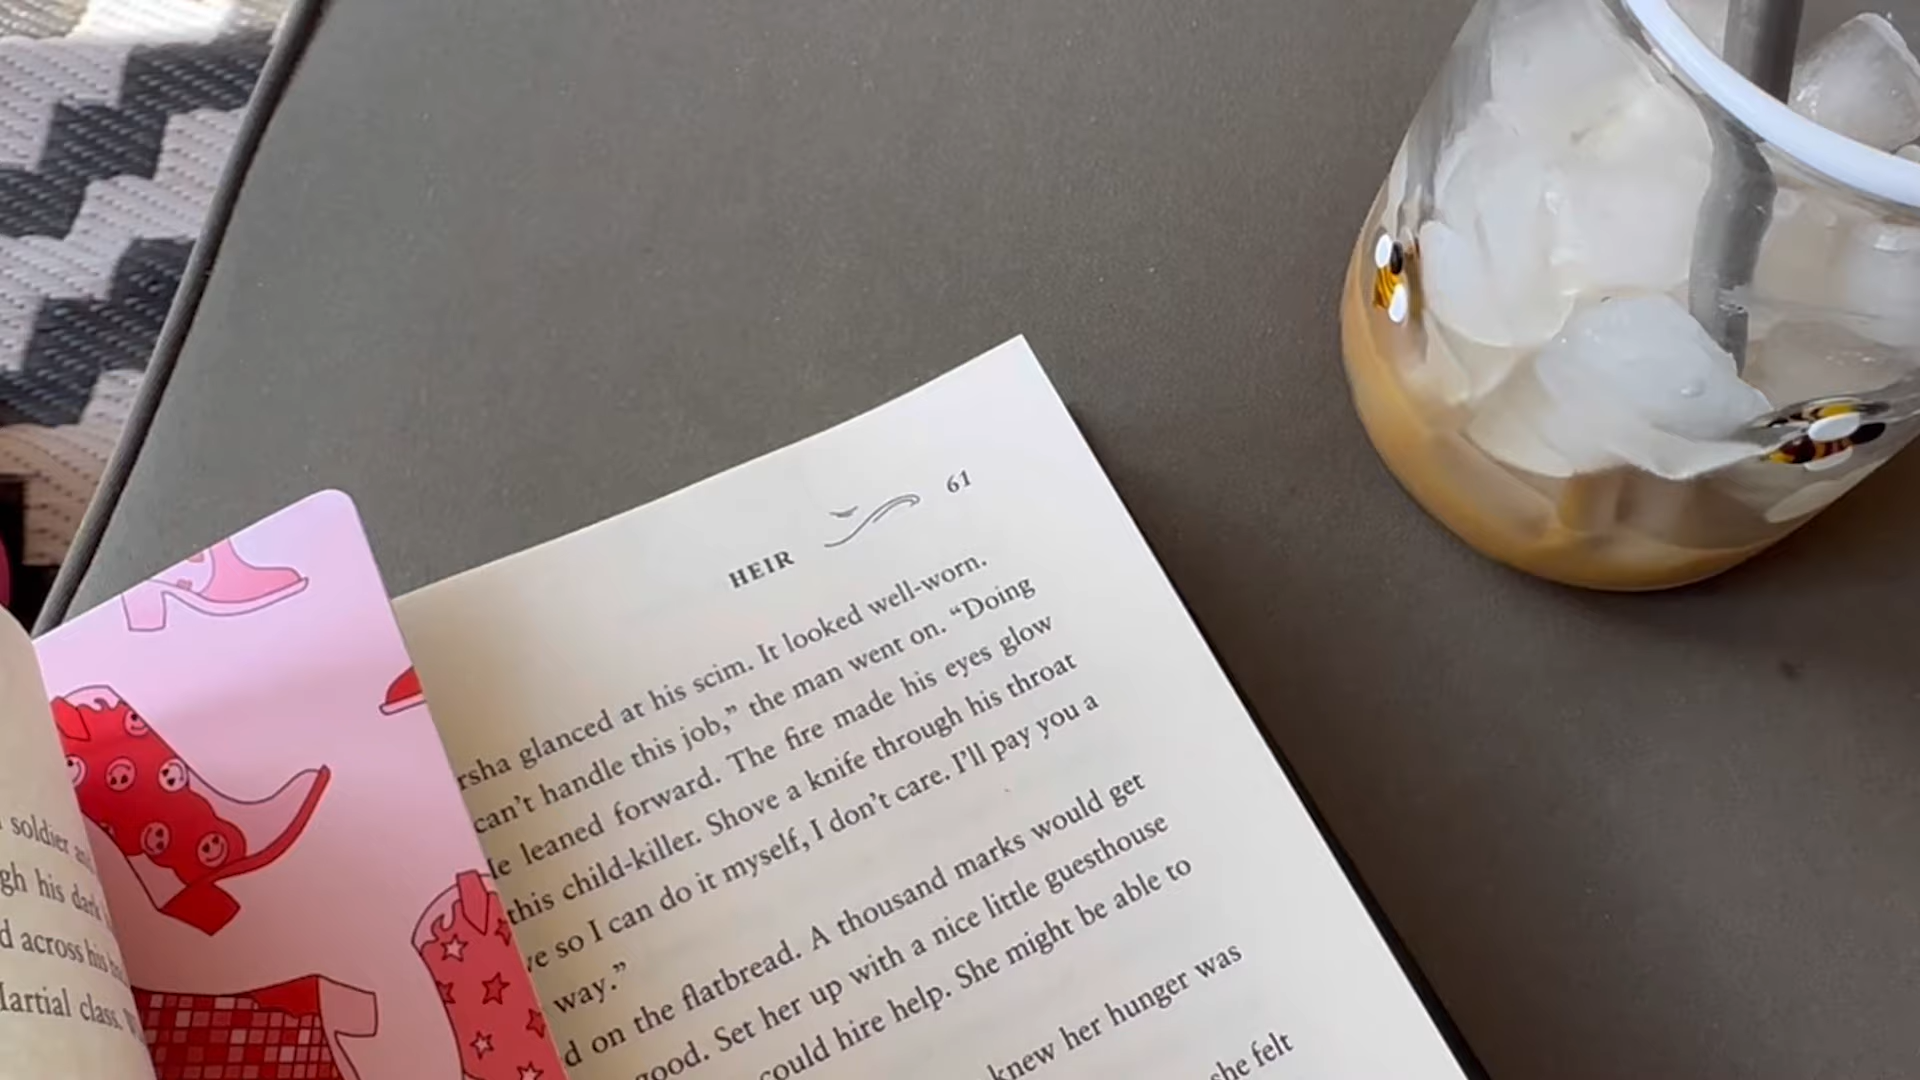 soldier
gh his dark
d across his
Martial class,
HEIR 61
rsha glanced at his scim. It looked well-worn.
can't handle this job,” the man went on. “Doing
He leaned forward. The fire made his eyes glow
this child-killer. Shove a knife through his throat
ve so I can do it myself, I don't care. I'll pay you a
way.”
d on the flatbread. A thousand marks would get
good. Set her up with a nice little guesthouse
could hire help. She might be able to
knew her hunger was
she felt